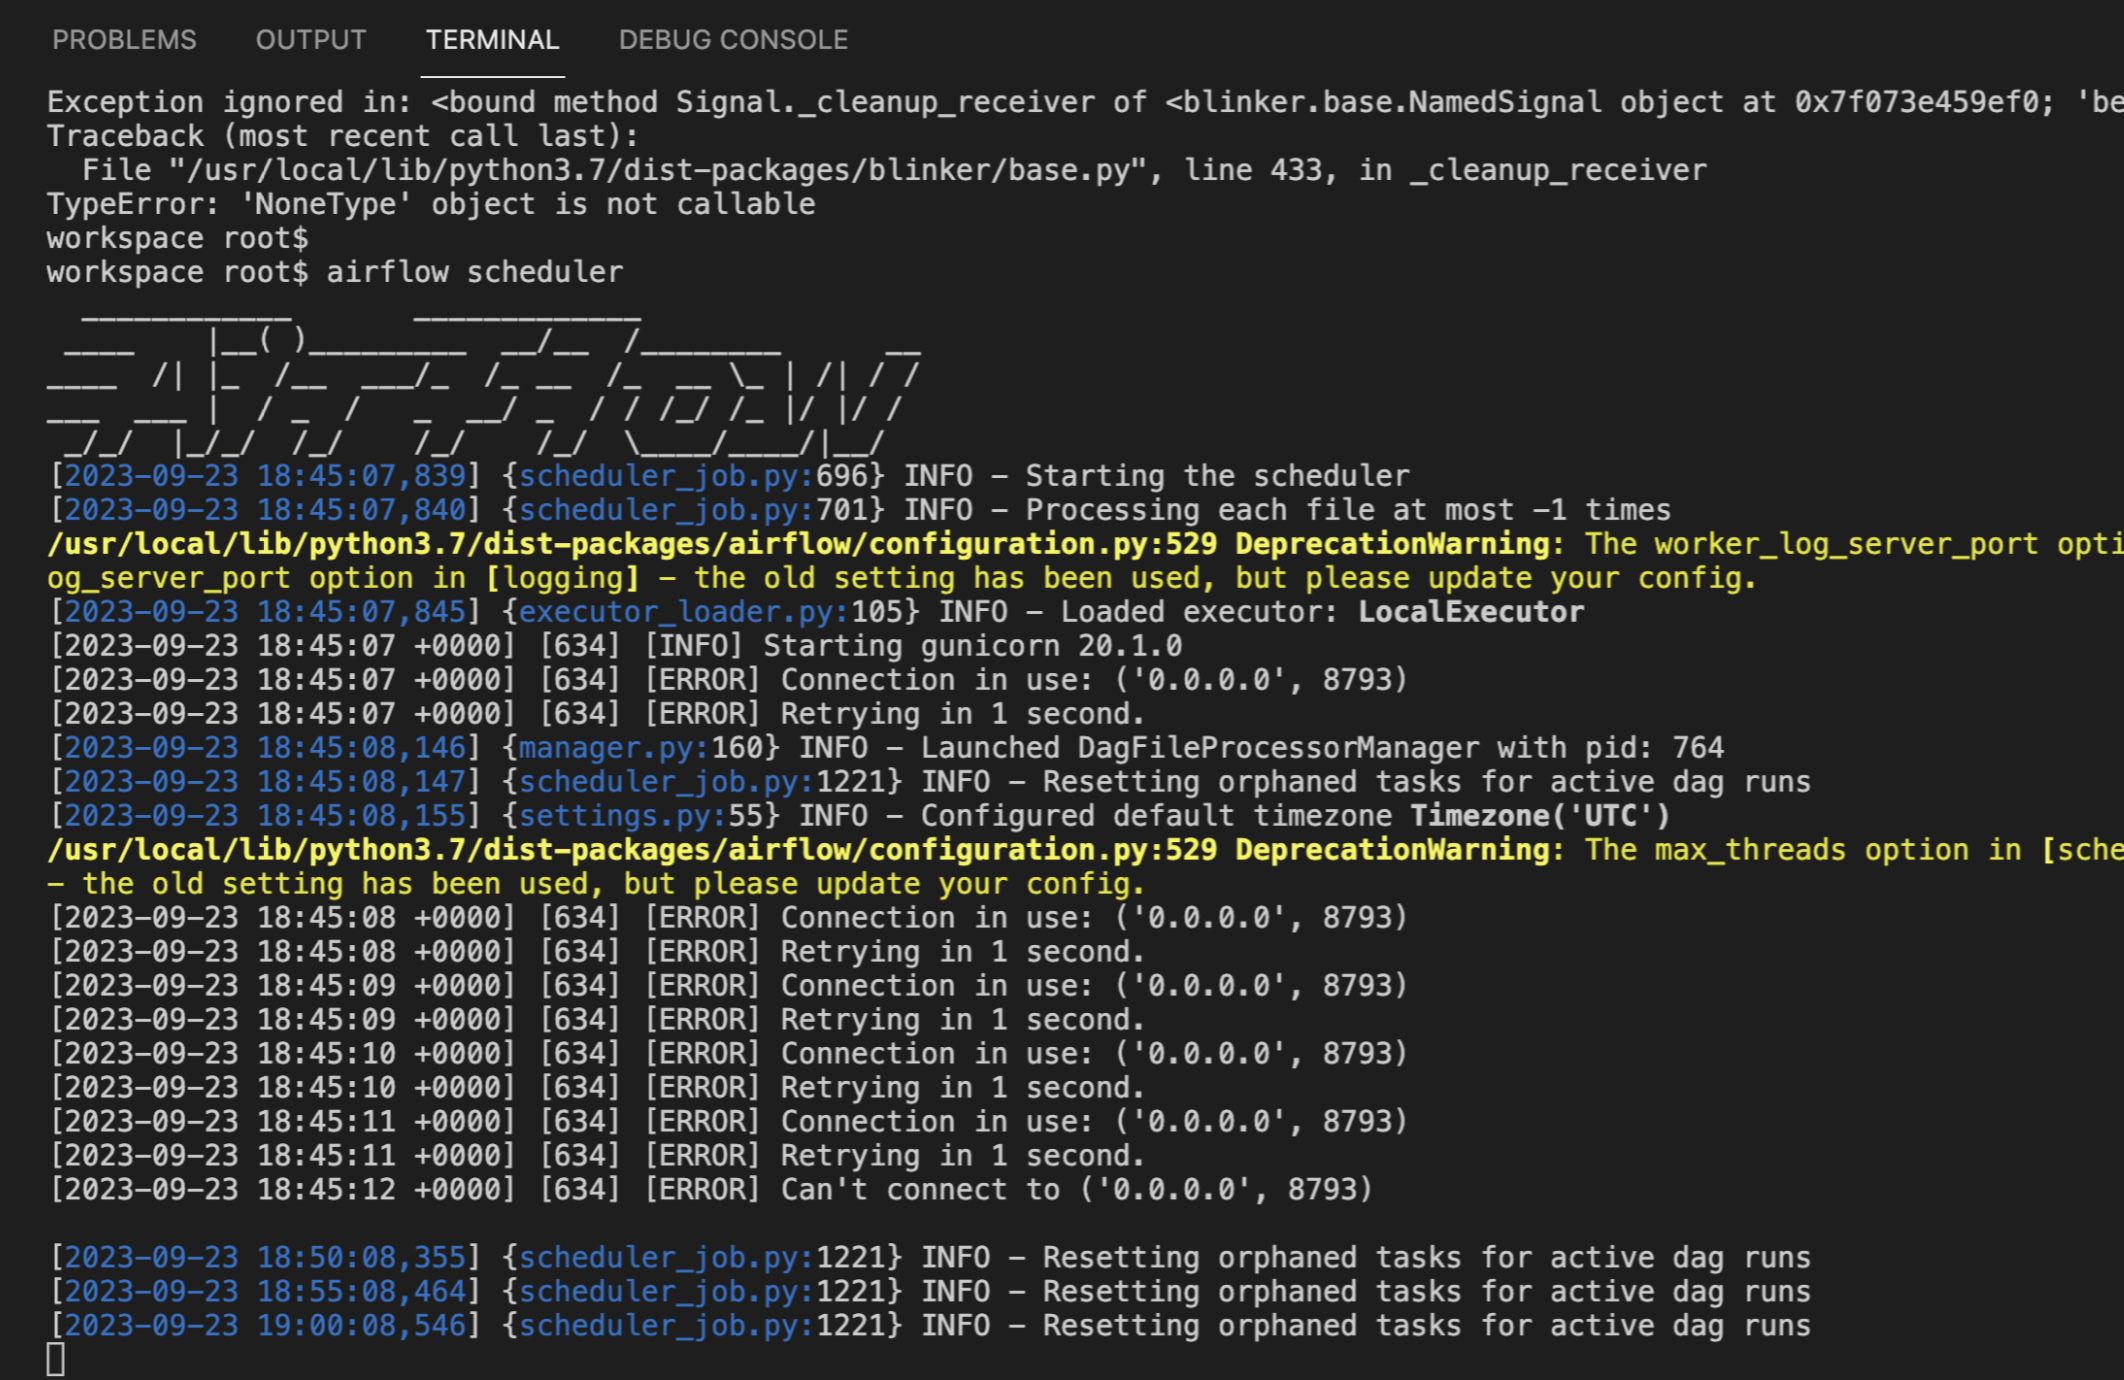 PROBLEMS OUTPUT TERMINAL DEBUG CONSOLE
Exception ignored in: <bound method Signal._cleanup_receiver of <blinker.base.NamedSignal object at 0x7f073e459ef0; 'be
Traceback (most recent call last):
  File "/usr/local/lib/python3.7/dist-packages/blinker/base.py", line 433, in _cleanup_receiver
TypeError: 'NoneType' object is not callable
workspace root$
workspace root$ airflow scheduler
  ____________       _____________
 ____    |__( )_________  __/__  /________      __
____  /| |_  /__  ___/_  /_ __  /_  __ \_ | /| / /
___  ___ |  / _  /   _  __/ _  / / /_/ /_ |/ |/ /
 _/_/  |_/_/  /_/    /_/    /_/  \____/____/|__/
[2023-09-23 18:45:07,839] {scheduler_job.py:696} INFO - Starting the scheduler
[2023-09-23 18:45:07,840] {scheduler_job.py:701} INFO - Processing each file at most -1 times
/usr/local/lib/python3.7/dist-packages/airflow/configuration.py:529 DeprecationWarning: The worker_log_server_port opti
og_server_port option in [logging] - the old setting has been used, but please update your config.
[2023-09-23 18:45:07,845] {executor_loader.py:105} INFO - Loaded executor: LocalExecutor
[2023-09-23 18:45:07 +0000] [634] [INFO] Starting gunicorn 20.1.0
[2023-09-23 18:45:07 +0000] [634] [ERROR] Connection in use: ('0.0.0.0', 8793)
[2023-09-23 18:45:07 +0000] [634] [ERROR] Retrying in 1 second.
[2023-09-23 18:45:08,146] {manager.py:160} INFO - Launched DagFileProcessorManager with pid: 764
[2023-09-23 18:45:08,147] {scheduler_job.py:1221} INFO - Resetting orphaned tasks for active dag runs
[2023-09-23 18:45:08,155] {settings.py:55} INFO - Configured default timezone Timezone('UTC')
/usr/local/lib/python3.7/dist-packages/airflow/configuration.py:529 DeprecationWarning: The max_threads option in [sche
- the old setting has been used, but please update your config.
[2023-09-23 18:45:08 +0000] [634] [ERROR] Connection in use: ('0.0.0.0', 8793)
[2023-09-23 18:45:08 +0000] [634] [ERROR] Retrying in 1 second.
[2023-09-23 18:45:09 +0000] [634] [ERROR] Connection in use: ('0.0.0.0', 8793)
[2023-09-23 18:45:09 +0000] [634] [ERROR] Retrying in 1 second.
[2023-09-23 18:45:10 +0000] [634] [ERROR] Connection in use: ('0.0.0.0', 8793)
[2023-09-23 18:45:10 +0000] [634] [ERROR] Retrying in 1 second.
[2023-09-23 18:45:11 +0000] [634] [ERROR] Connection in use: ('0.0.0.0', 8793)
[2023-09-23 18:45:11 +0000] [634] [ERROR] Retrying in 1 second.
[2023-09-23 18:45:12 +0000] [634] [ERROR] Can't connect to ('0.0.0.0', 8793)
[2023-09-23 18:50:08,355] {scheduler_job.py:1221} INFO - Resetting orphaned tasks for active dag runs
[2023-09-23 18:55:08,464] {scheduler_job.py:1221} INFO - Resetting orphaned tasks for active dag runs
[2023-09-23 19:00:08,546] {scheduler_job.py:1221} INFO - Resetting orphaned tasks for active dag runs